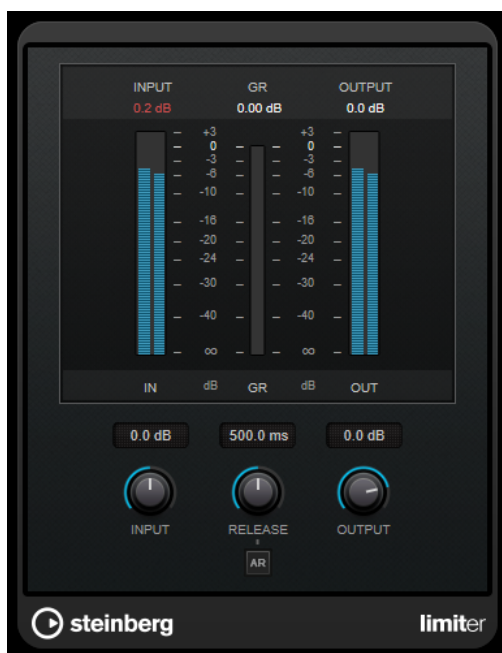 INPUT GR OUTPUT
0.2 dB 0.00 dB 0.0 dB
+3 +3
0 0
-3 -3
-6 -6
-10 -10
-16 -16
-20 -20
-24 -24
-30 -30
-40 -40
∞ ∞
IN dB GR dB OUT
0.0 dB 500.0 ms 0.0 dB
INPUT RELEASE OUTPUT
AR
steinberg limiter